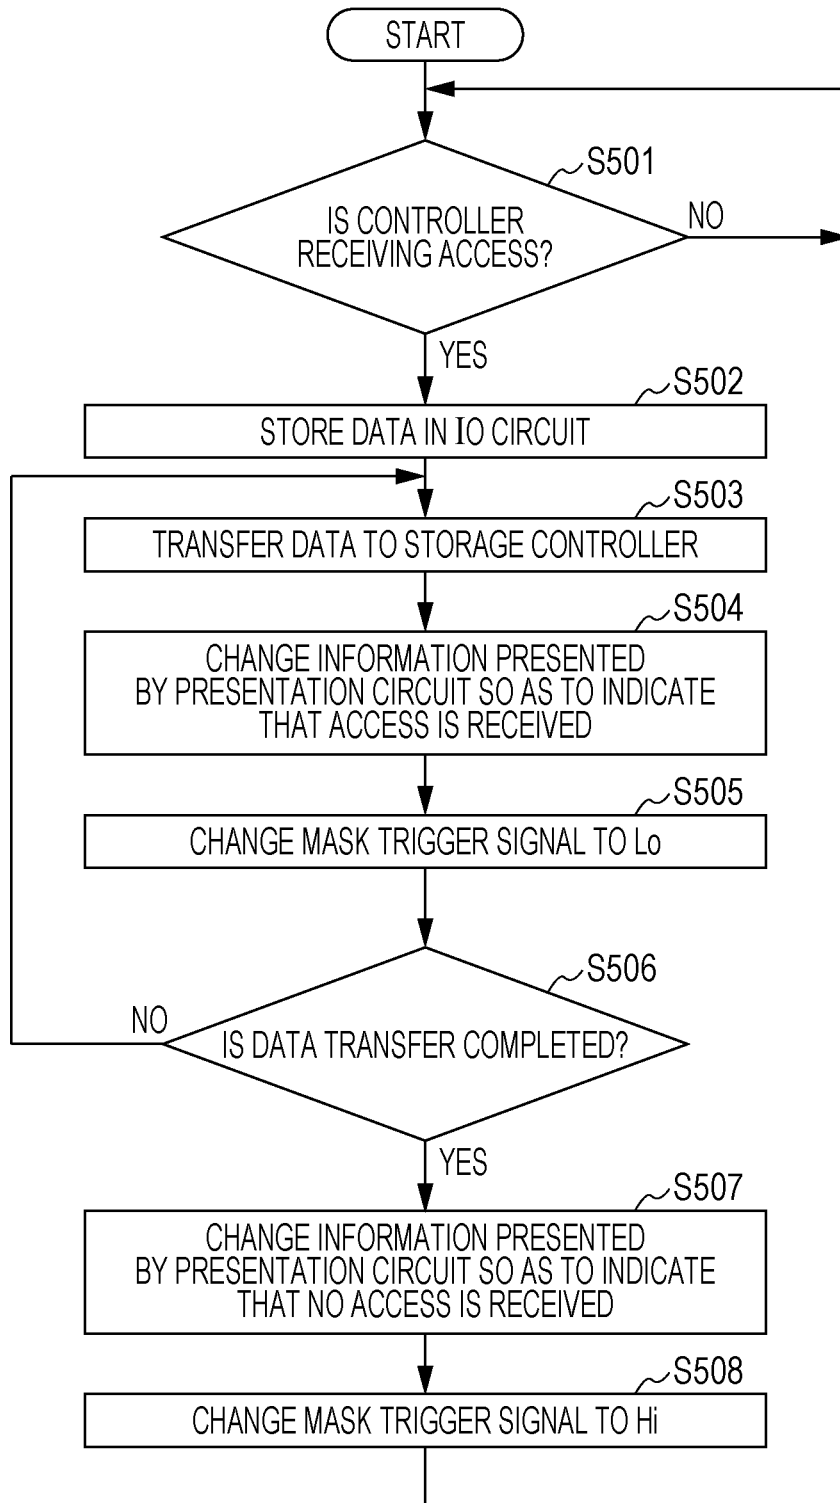 START
S501
IS CONTROLLER
RECEIVING ACCESS?
NO
YES
S502
STORE DATA IN IO CIRCUIT
S503
TRANSFER DATA TO STORAGE CONTROLLER
S504
CHANGE INFORMATION PRESENTED
BY PRESENTATION CIRCUIT SO AS TO INDICATE
THAT ACCESS IS RECEIVED
S505
CHANGE MASK TRIGGER SIGNAL TO Lo
S506
NO
IS DATA TRANSFER COMPLETED?
YES
S507
CHANGE INFORMATION PRESENTED
BY PRESENTATION CIRCUIT SO AS TO INDICATE
THAT NO ACCESS IS RECEIVED
S508
CHANGE MASK TRIGGER SIGNAL TO Hi